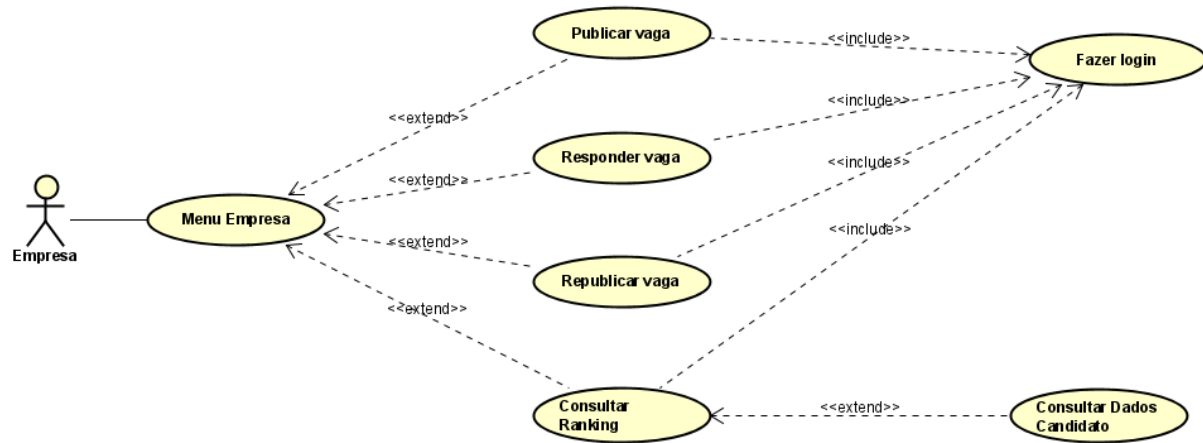 Publicar vaga
<<include>>
Fazer login
<<include>>
<<extend>>
Responder vaga
<<include>>
<<extend>>
Menu Empresa
<<include>>
<<extend>>
Empresa
Republicar vaga
<<extend>>
Consultar
Ranking
<<extend>>
Consultar Dados
Candidato